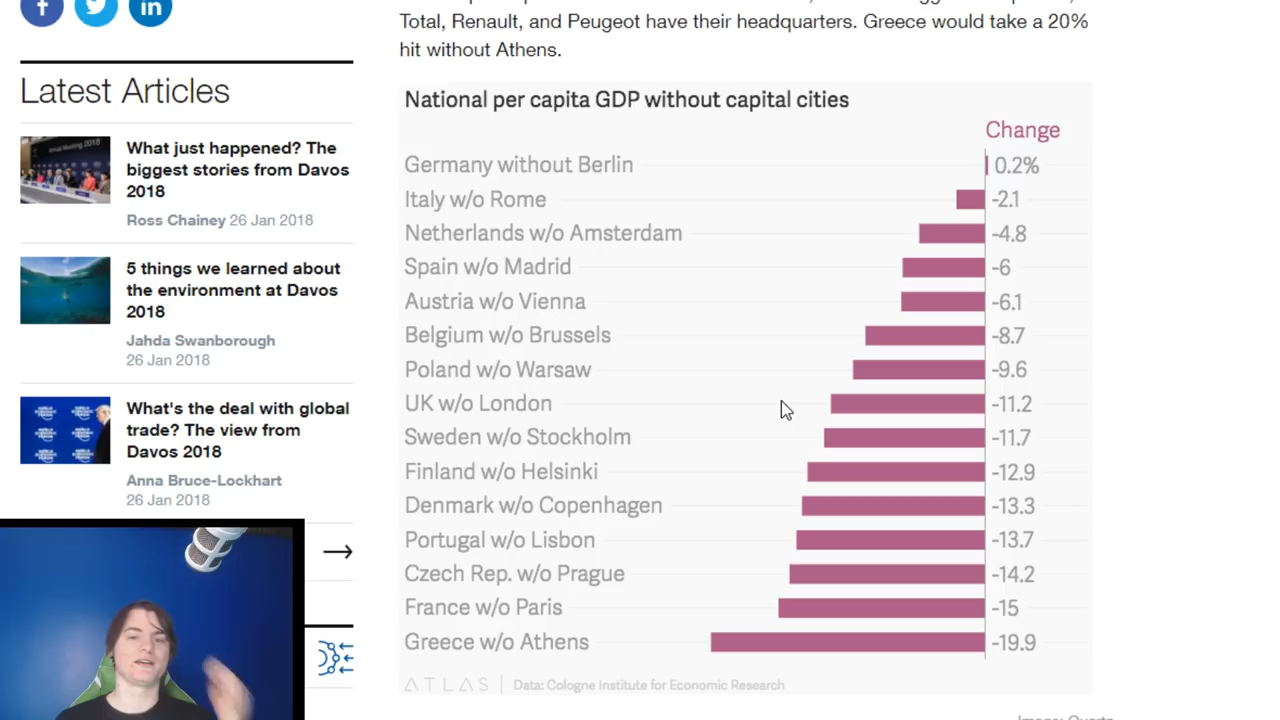 in
Total, Renault, and Peugeot have their headquarters. Greece would take a 20%
hit without Athens.
Latest Articles
What just happened? The
biggest stories from Davos
2018
Ross Chainey 26 Jan 2018
5 things we learned about
the environment at Davos
2018
Jahda Swanborough
26 Jan 2018
What's the deal with global
trade? The view from
Davos 2018
Anna Bruce-Lockhart
26 Jan 2018
National per capita GDP without capital cities
Change
Germany without Berlin 0.2%
Italy w/o Rome -2.1
Netherlands w/o Amsterdam -4.8
Spain w/o Madrid -6
Austria w/o Vienna -6.1
Belgium w/o Brussels -8.7
Poland w/o Warsaw -9.6
UK w/o London -11.2
Sweden w/o Stockholm -11.7
Finland w/o Helsinki -12.9
Denmark w/o Copenhagen -13.3
Portugal w/o Lisbon -13.7
Czech Rep. w/o Prague -14.2
France w/o Paris -15
Greece w/o Athens -19.9
ATLAS | Data: Cologne Institute for Economic Research